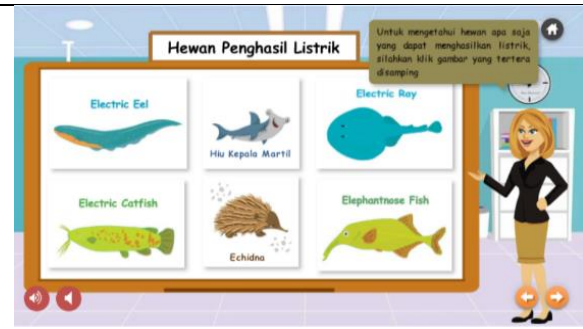 Hewan Penghasil Listrik
Untuk mengetahui hewan apa saja
yang dapat menghasilkan listrik,
silahkan klik gambar yang tertera
disamping
Electric Eel
Hiu Kepala Martil
Electric Ray
Electric Catfish
Echidna
Elephantnose Fish